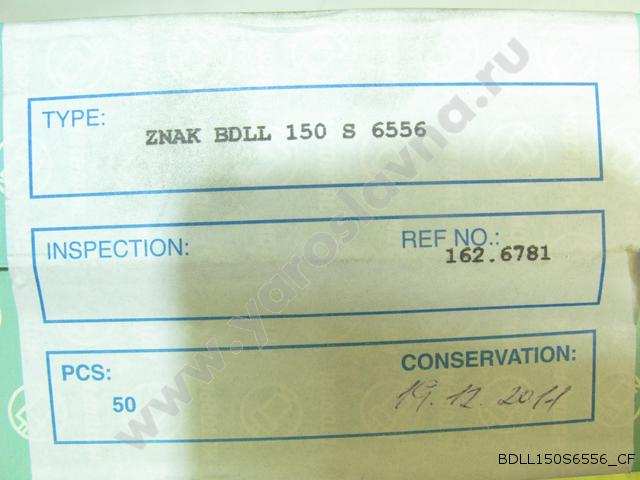 TYPE:
ZNAK BDLL 150 S 6556
INSPECTION:
REF NO.:
162.6781
PCS:
50
CONSERVATION:
19.12.2011
www.yaroslavna.ru
BDLL150S6556_CF